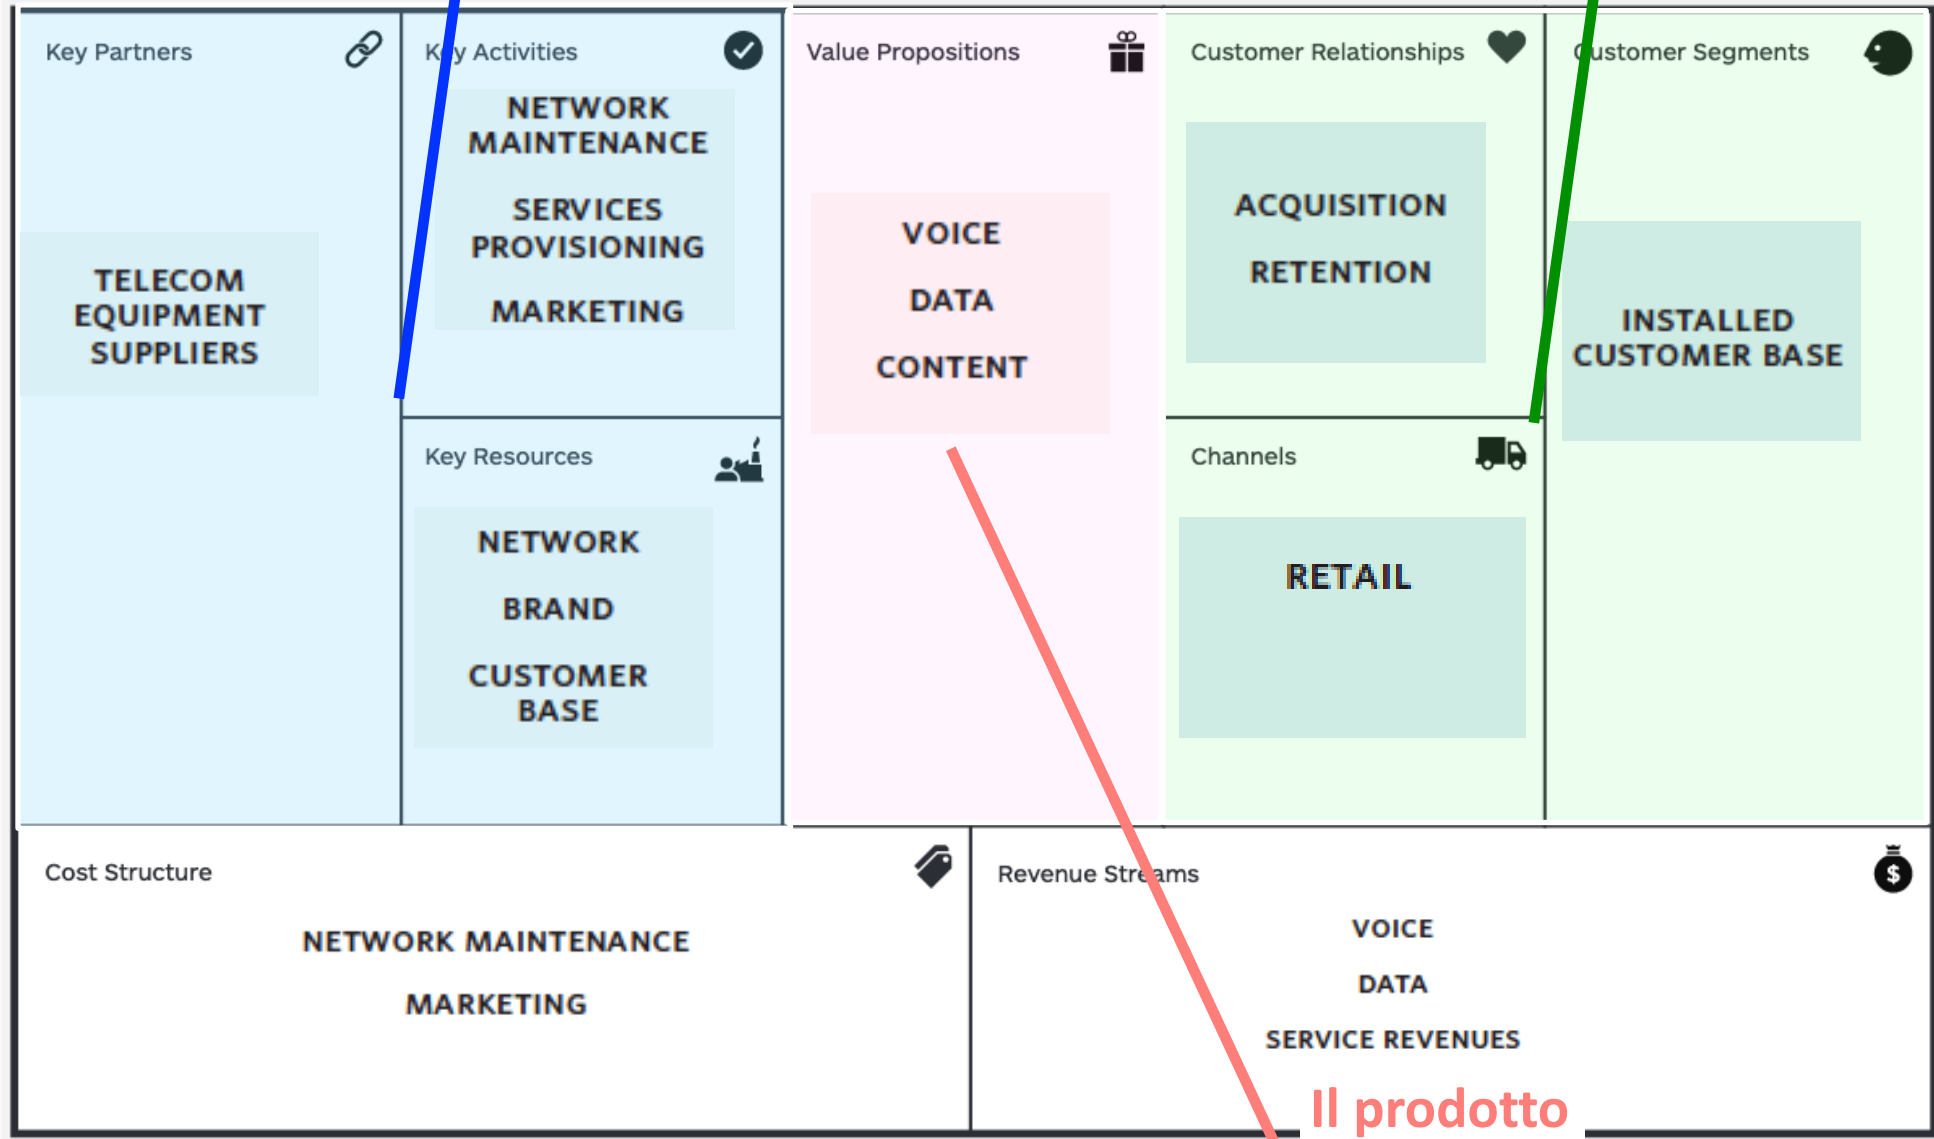 Key Partners
TELECOM
EQUIPMENT
SUPPLIERS
Key Activities
NETWORK
MAINTENANCE
SERVICES
PROVISIONING
MARKETING
Key Resources
NETWORK
BRAND
CUSTOMER
BASE
Value Propositions
VOICE
DATA
CONTENT
Customer Relationships
ACQUISITION
RETENTION
Channels
RETAIL
Customer Segments
INSTALLED
CUSTOMER BASE
Cost Structure
NETWORK MAINTENANCE
MARKETING
Revenue Streams
$
VOICE
DATA
SERVICE REVENUES
Il prodotto